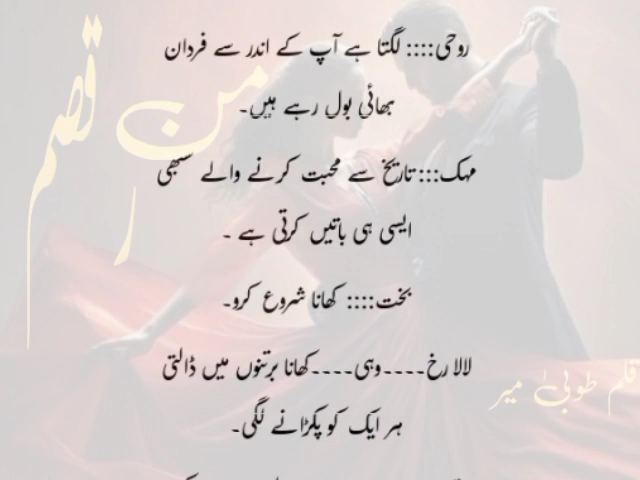 روحی:::: لگتا ہے آپ کے اندر سے فردان
بھائی بول رہے ہیں۔
مہک:::تاریخ سے محبت کرنے والے سبھی
ایسی ہی باتیں کرتی ہے ۔
بخت:::: کھانا شروع کرو۔
لالا رخ----وہی----کھانا برتنوں میں ڈالتی
ہر ایک کو پکڑانے لگی۔
من رقصم
قلم طوبیٰ میر